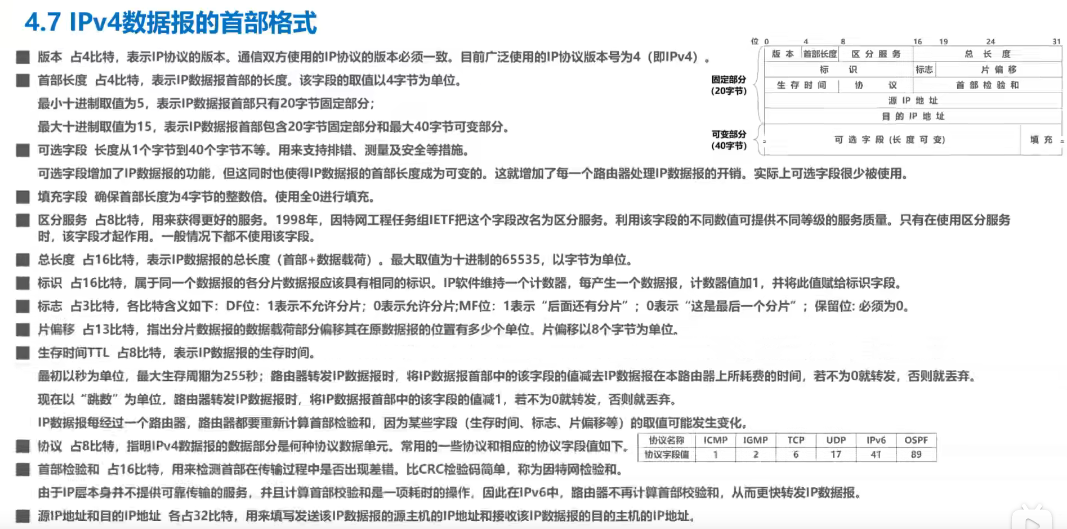 4.7 IPv4数据报的首部格式
版本 占4比特，表示IP协议的版本。通信双方使用的IP协议的版本必须一致。目前广泛使用的IP协议版本号为4（即IPv4）。
首部长度 占4比特，表示IP数据报首部的长度。该字段的取值以4字节为单位。
最小十进制取值为5，表示IP数据报首部只有20字节固定部分；
最大十进制取值为15，表示IP数据报首部包含20字节固定部分和最大40字节可变部分。
可选字段 长度从1个字节到40个字节不等。用来支持排错、测量及安全等措施。
可选字段增加了IP数据报的功能，但这同时也使得IP数据报的首部长度成为可变的。这就增加了每一个路由器处理IP数据报的开销。实际上可选字段很少被使用。
填充字段 确保首部长度为4字节的整数倍。使用全0进行填充。
区分服务 占8比特，用来获得更好的服务。1998年，因特网工程任务组IETF把这个字段改名为区分服务。利用该字段的不同数值可提供不同等级的服务质量。只有在使用区分服务
时，该字段才起作用。一般情况下都不使用该字段。
总长度 占16比特，表示IP数据报的总长度（首部+数据载荷）。最大取值为十进制的65535，以字节为单位。
标识 占16比特，属于同一个数据报的各分片数据报应该具有相同的标识。IP软件维持一个计数器，每产生一个数据报，计数器值加1，并将此值赋给标识字段。
标志 占3比特，各比特含义如下：DF位：1表示不允许分片；0表示允许分片;MF位：1表示“后面还有分片”；0表示“这是最后一个分片”；保留位: 必须为0。
片偏移 占13比特，指出分片数据报的数据载荷部分偏移其在原数据报的位置有多少个单位。片偏移以8个字节为单位。
生存时间TTL 占8比特，表示IP数据报的生存时间。
最初以秒为单位，最大生存周期为255秒；路由器转发IP数据报时，将IP数据报首部中的该字段的值减去IP数据报在本路由器上所耗费的时间，若不为0就转发，否则就丢弃。
现在以“跳数”为单位。路由器转发IP数据报时，将IP数据报首部中的该字段的值减1，若不为0就转发，否则就丢弃。
IP数据报每经过一个路由器，路由器都要重新计算首部检验和，因为某些字段（生存时间、标志、片偏移等）的取值可能发生变化。
协议 占8比特，指明IPv4数据报的数据部分是何种协议数据单元。常用的一些协议和相应的协议字段值如下。
协议名称 ICMP IGMP TCP UDP IPv6 OSPF
协议字段值 1 2 6 17 41 89
首部检验和 占16比特，用来检测首部在传输过程中是否出现差错。比CRC检验码简单，称为因特网检验和。
由于IP层本身并不提供可靠传输的服务，并且计算首部校验和是一项耗时的操作，因此在IPv6中，路由器不再计算首部校验和，从而更快转发IP数据报。
源IP地址和目的IP地址 各占32比特，用来填写发送该IP数据报的源主机的IP地址和接收该IP数据报的目的主机的IP地址。
位 0 4 8 16 19 24 31
版 本 首部长度 区 分 服 务 总 长 度
标 识 标志 片 偏 移
固定部分
(20字节)
生 存 时 间 协 议 首 部 检 验 和
源 IP 地 址
目 的 IP 地 址
可变部分
(40字节)
可 选 字 段 (长 度 可 变) 填 充